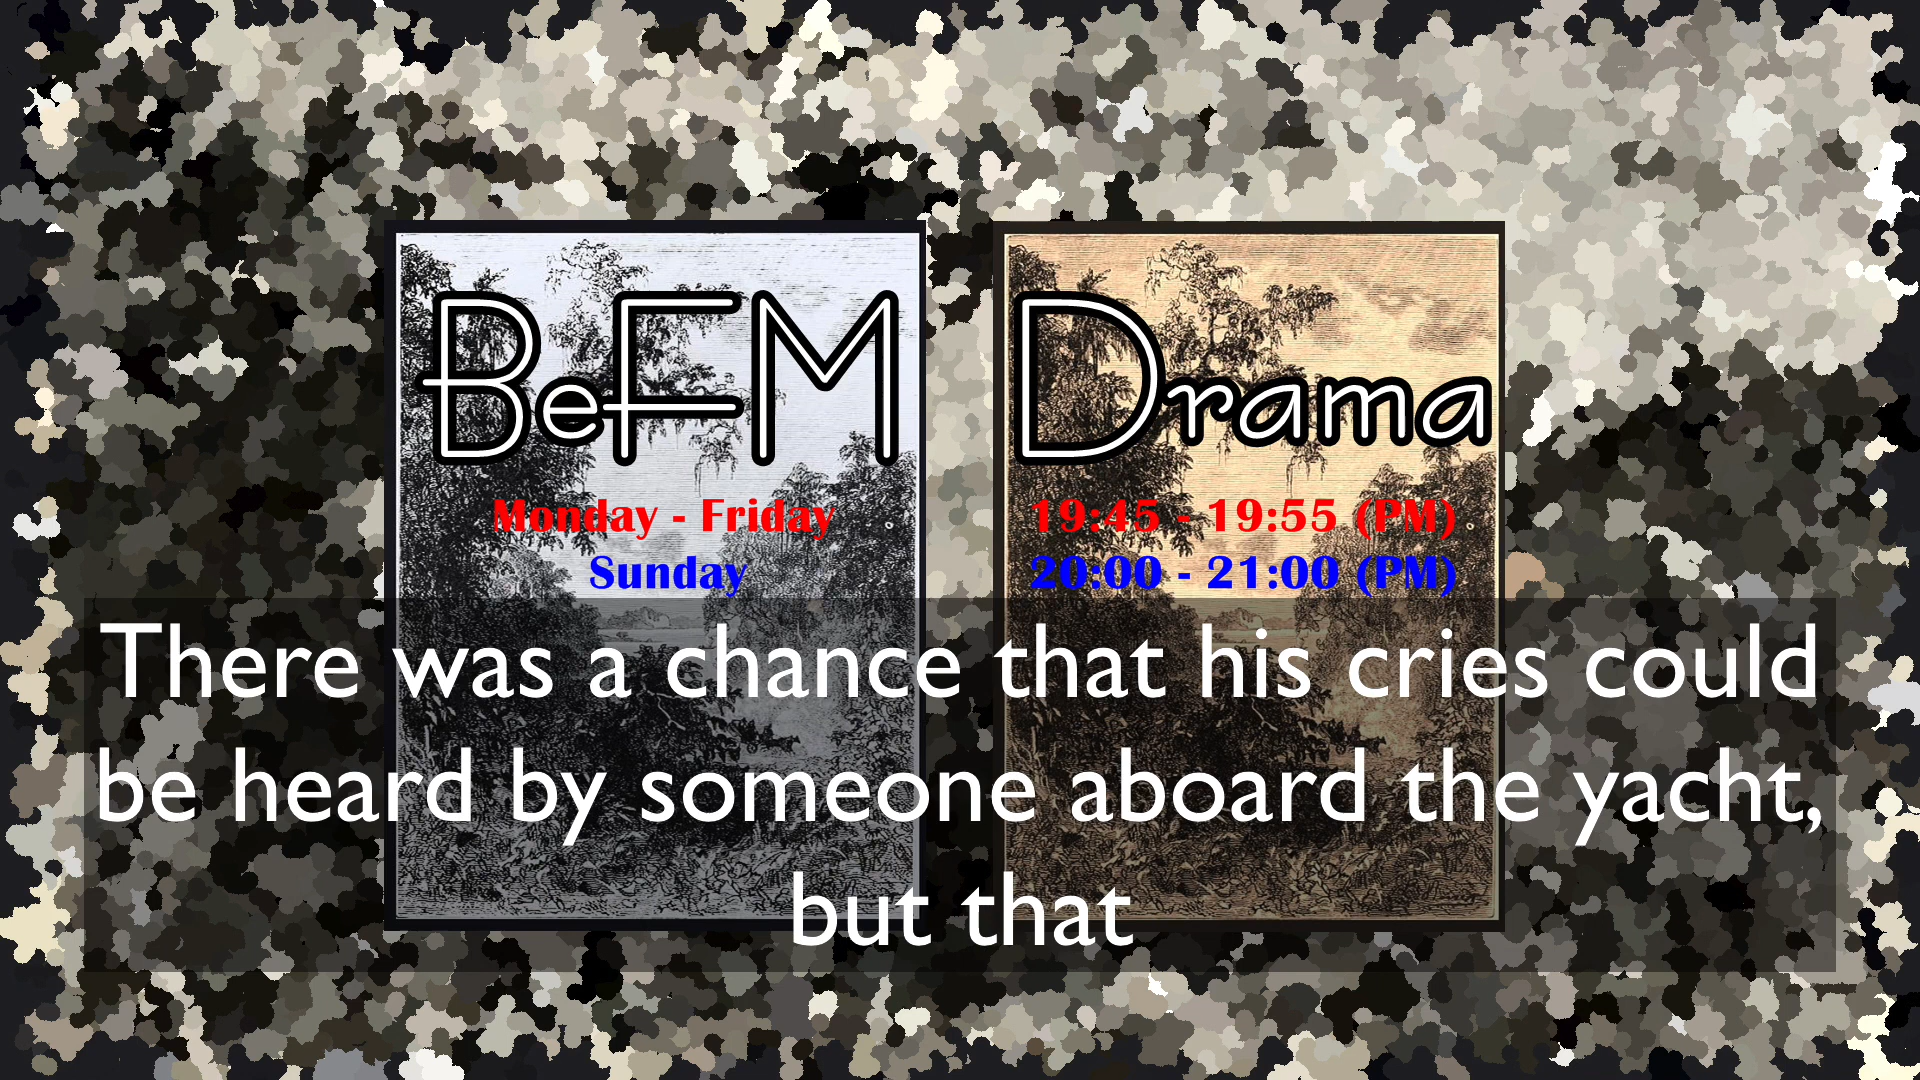 BeFM Drama
Monday - Friday 19:45 - 19:55 (PM)
Sunday 20:00 - 21:00 (PM)
There was a chance that his cries could
be heard by someone aboard the yacht,
but that